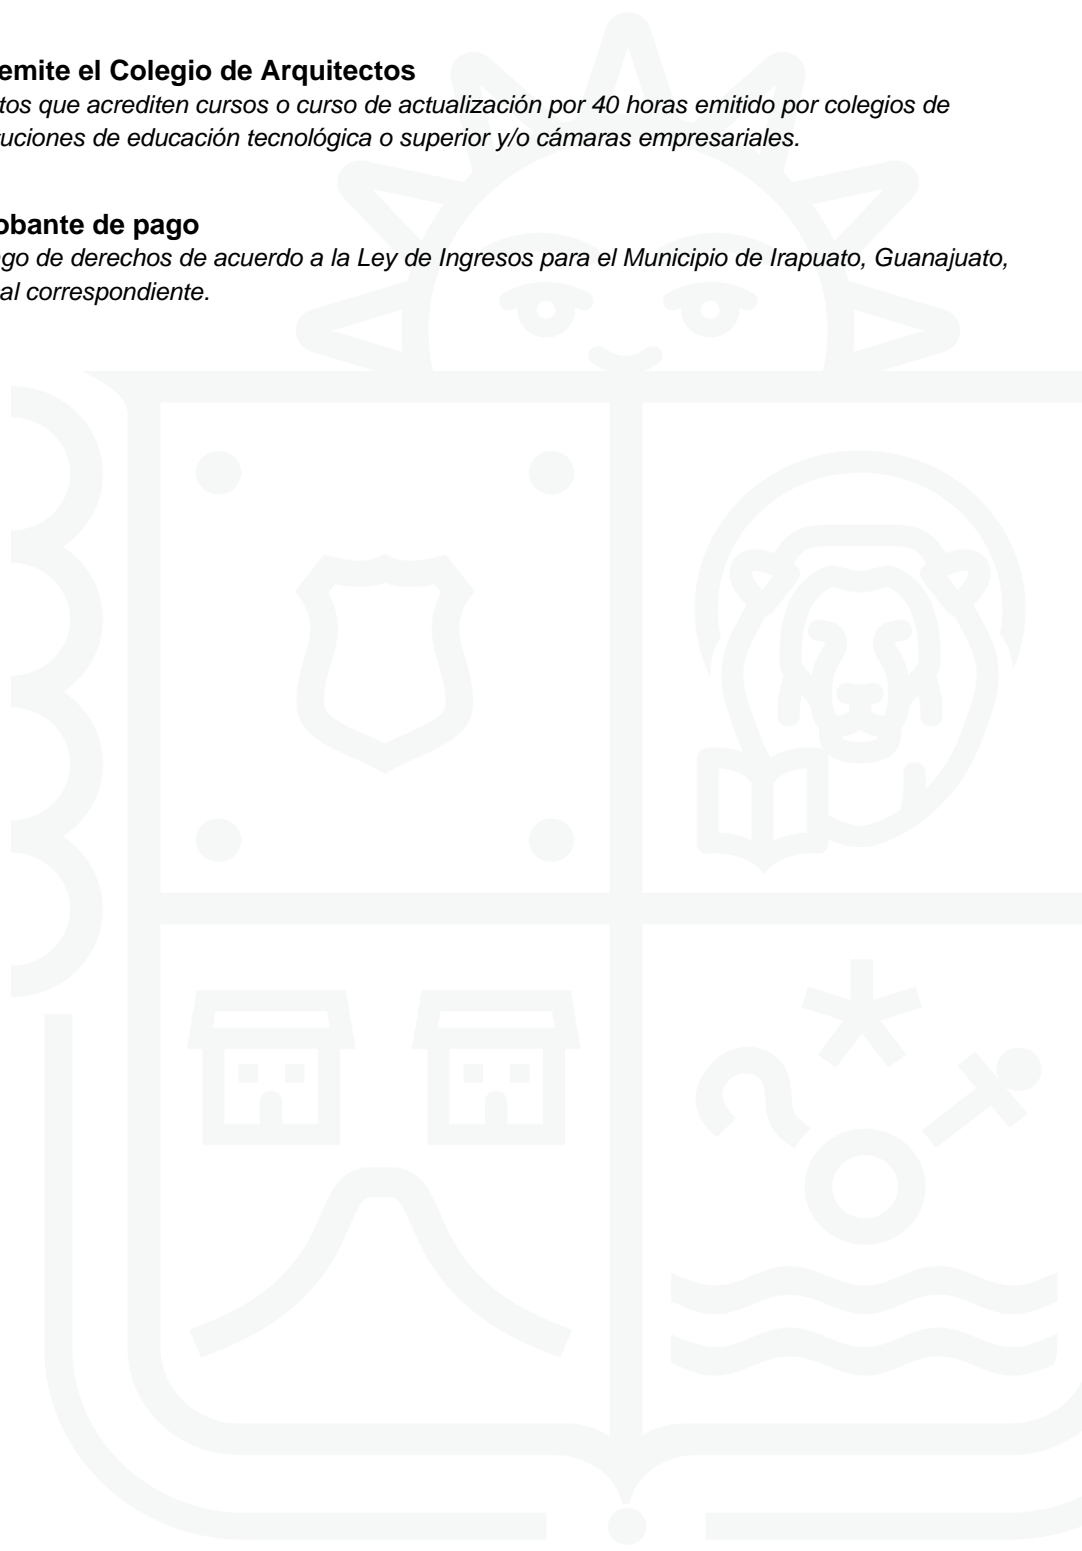 emite el Colegio de Arquitectos
tos que acrediten cursos o curso de actualización por 40 horas emitido por colegios de
uciones de educación tecnológica o superior y/o cámaras empresariales.
obante de pago
go de derechos de acuerdo a la Ley de Ingresos para el Municipio de Irapuato, Guanajuato,
al correspondiente.